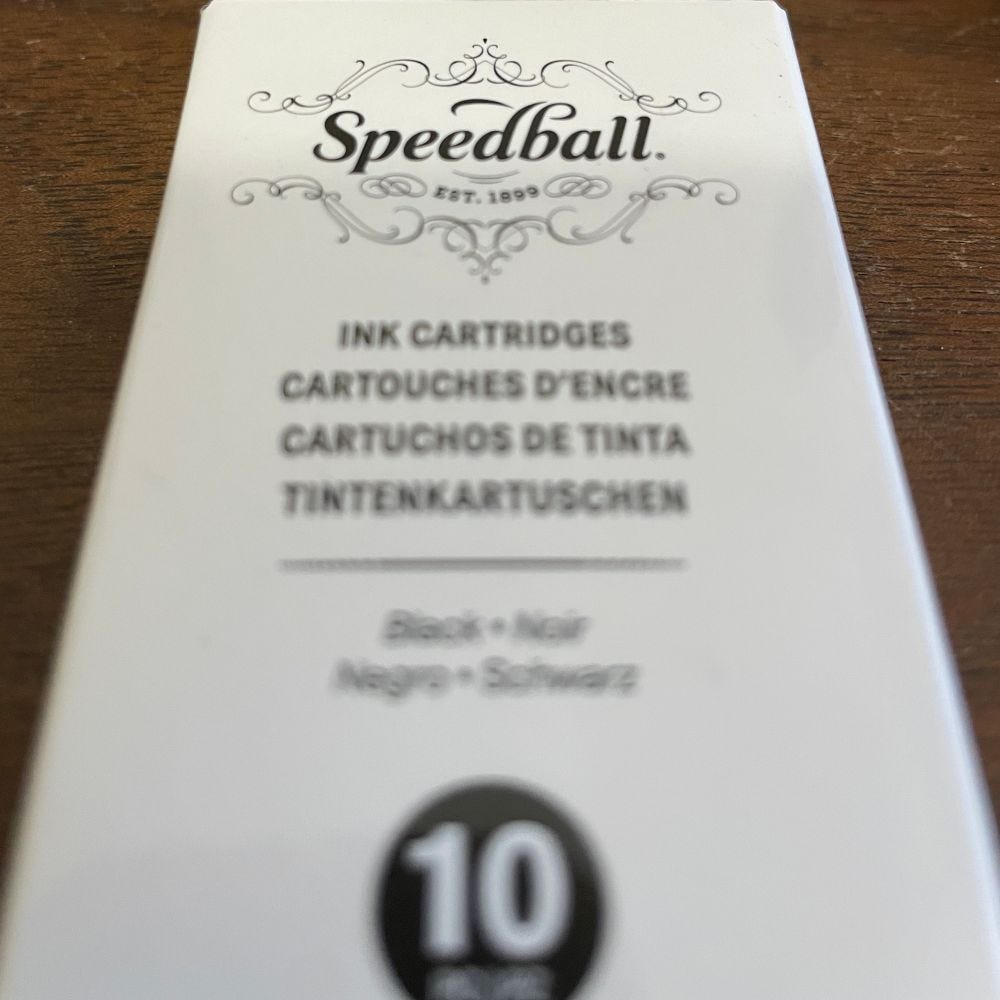 Speedball.
EST. 1899
INK CARTRIDGES
CARTOUCHES D'ENCRE
CARTUCHOS DE TINTA
TINTENKARTUSCHEN
Black • Noir
Negro • Schwarz
10